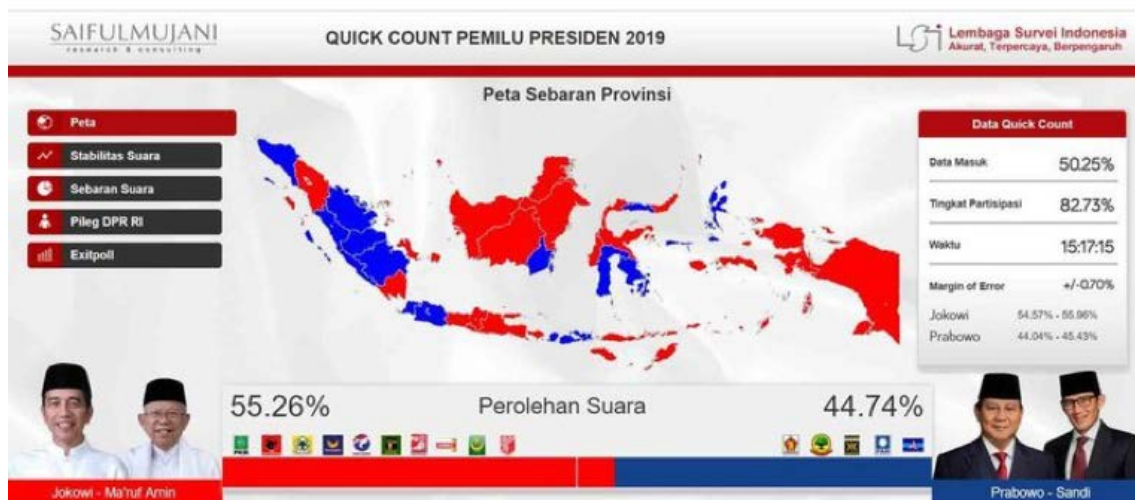 SAIFULMUJANI
research & consulting
QUICK COUNT PEMILU PRESIDEN 2019
LSI Lembaga Survei Indonesia
Akurat, Terpercaya, Berpengaruh
Peta Sebaran Provinsi
Peta
Stabilitas Suara
Sebaran Suara
Pileg DPR RI
Exitpoll
Data Quick Count
Data Masuk 50.25%
Tingkat Partisipasi 82.73%
Waktu 15:17:15
Margin of Error +/-0.70%
Jokowi 54.57% - 55.96%
Prabowo 44.04% - 45.43%
55.26% Perolehan Suara 44.74%
Jokowi - Ma'ruf Amin
Prabowo - Sandi